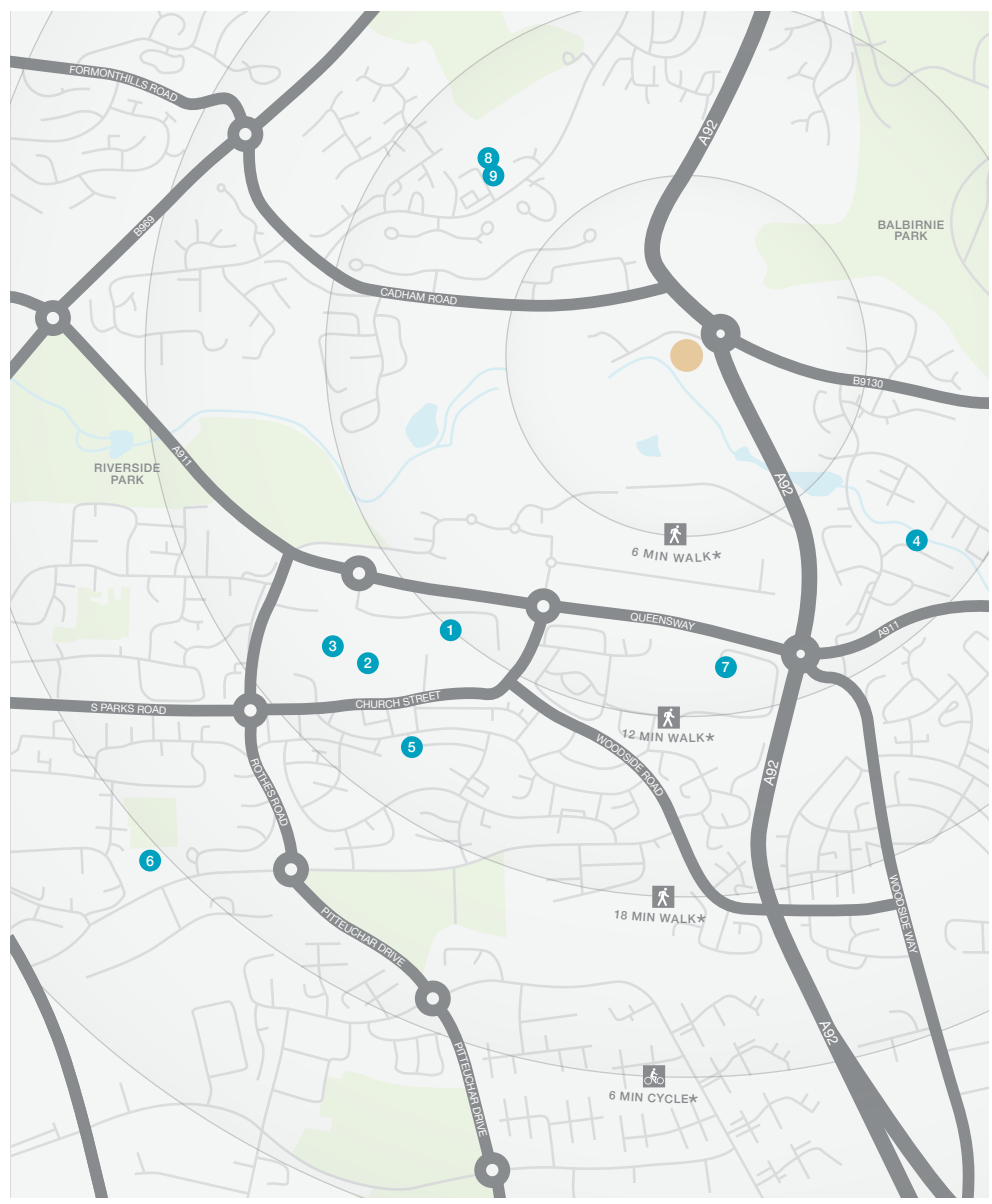 FORMONTHILLS ROAD
A92
8
9
B969
BALBIRNIE
PARK
CADHAM ROAD
B9130
A911
RIVERSIDE
PARK
A92
4
6 MIN WALK*
QUEENSWAY
A911
1
3
2
7
CHURCH STREET
S PARKS ROAD
12 MIN WALK*
5
WOODSIDE ROAD
A92
ROTHES ROAD
6
18 MIN WALK*
WOODSIDE WAY
PITTEUCHAR DRIVE
A92
PITTEUCHAR DRIVE
6 MIN CYCLE*